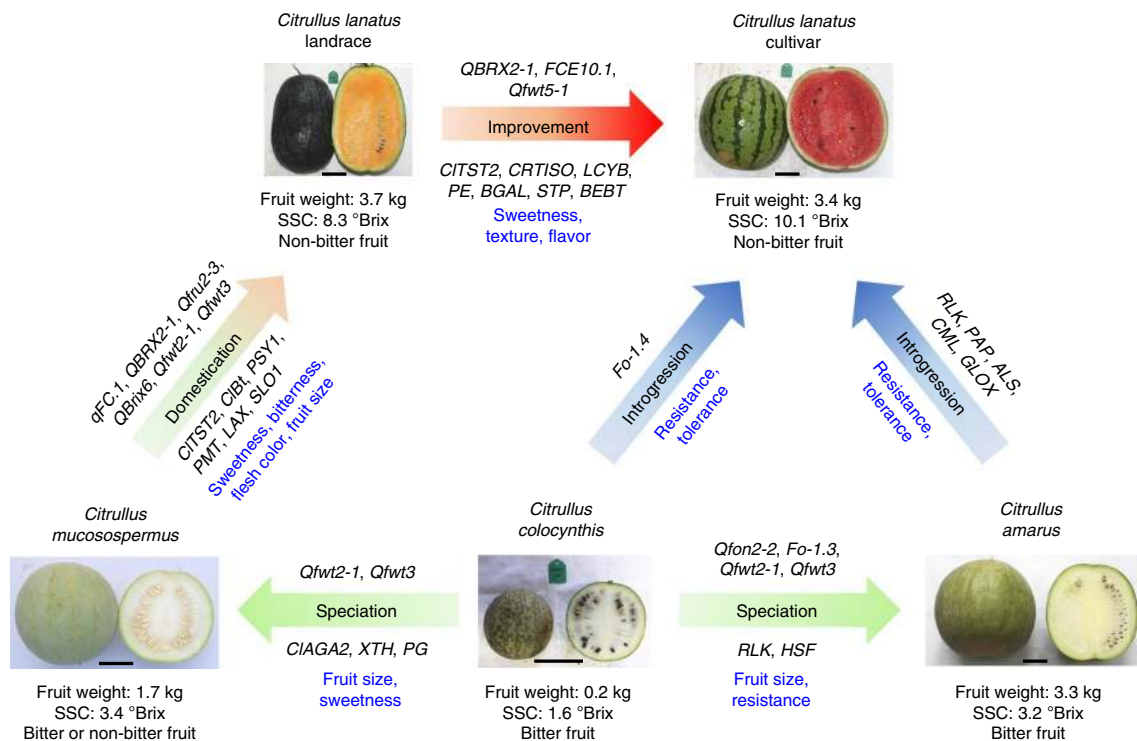 Citrullus lanatus
landrace
Citrullus lanatus
cultivar
QBRX2-1, FCE10.1,
Qfwt5-1
Improvement
ClTST2, CRTISO, LCYB,
PE, BGAL, STP, BEBT
Sweetness,
texture, flavor
Fruit weight: 3.7 kg
SSC: 8.3 °Brix
Non-bitter fruit
Fruit weight: 3.4 kg
SSC: 10.1 °Brix
Non-bitter fruit
qFC.1, QBRX2-1, Qfru2-3,
QBrix6, Qfwt2-1, Qfwt3
Domestication
ClTST2, ClBt, PSY1,
PMT, LAX, SLO1
Sweetness, bitterness,
flesh color, fruit size
Fo-1.4
Introgression
Resistance,
tolerance
RLK, PAP, ALS,
CML, GLOX
Introgression
Resistance,
tolerance
Citrullus
mucosospermus
Citrullus
colocynthis
Citrullus
amarus
Qfwt2-1, Qfwt3
Speciation
ClAGA2, XTH, PG
Fruit size,
sweetness
Qfon2-2, Fo-1.3,
Qfwt2-1, Qfwt3
Speciation
RLK, HSF
Fruit size,
resistance
Fruit weight: 1.7 kg
SSC: 3.4 °Brix
Bitter or non-bitter fruit
Fruit weight: 0.2 kg
SSC: 1.6 °Brix
Bitter fruit
Fruit weight: 3.3 kg
SSC: 3.2 °Brix
Bitter fruit